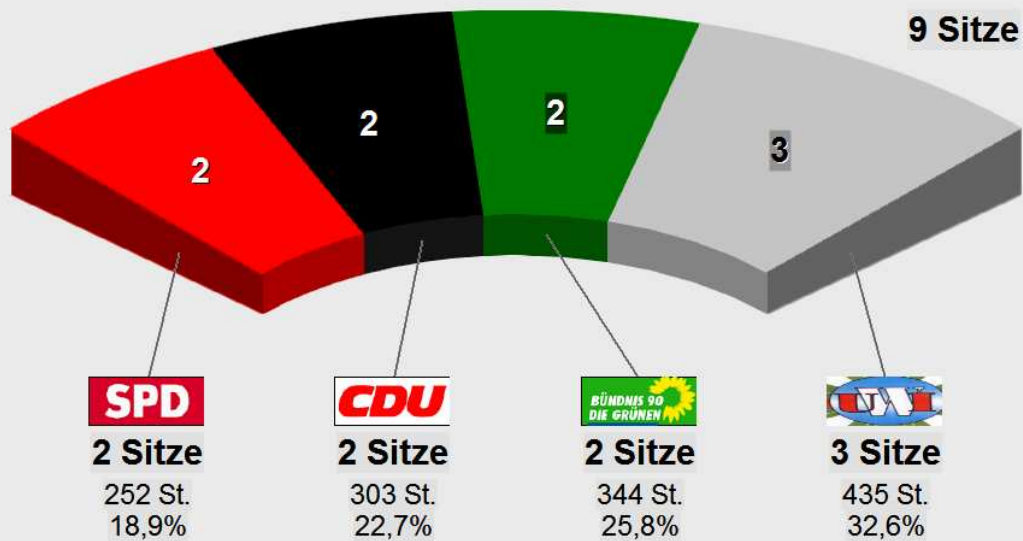 9 Sitze
2
2
2
3
SPD
CDU
BÜNDNIS 90
DIE GRÜNEN
UWI
2 Sitze
2 Sitze
2 Sitze
3 Sitze
252 St.
303 St.
344 St.
435 St.
18,9%
22,7%
25,8%
32,6%